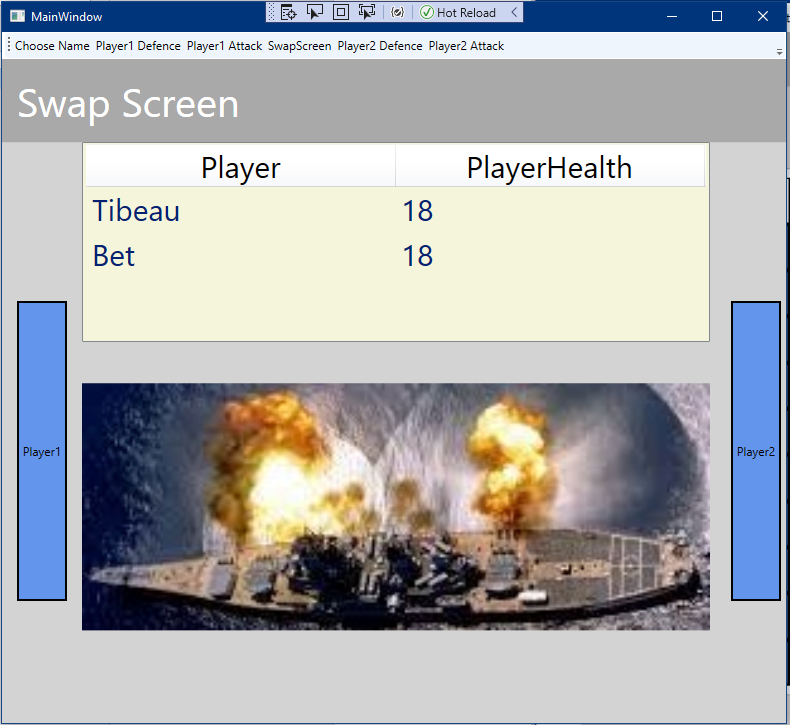 MainWindow
Hot Reload
Choose Name Player1 Defence Player1 Attack SwapScreen Player2 Defence Player2 Attack
Swap Screen
Player PlayerHealth
Tibeau 18
Bet 18
Player1
Player2